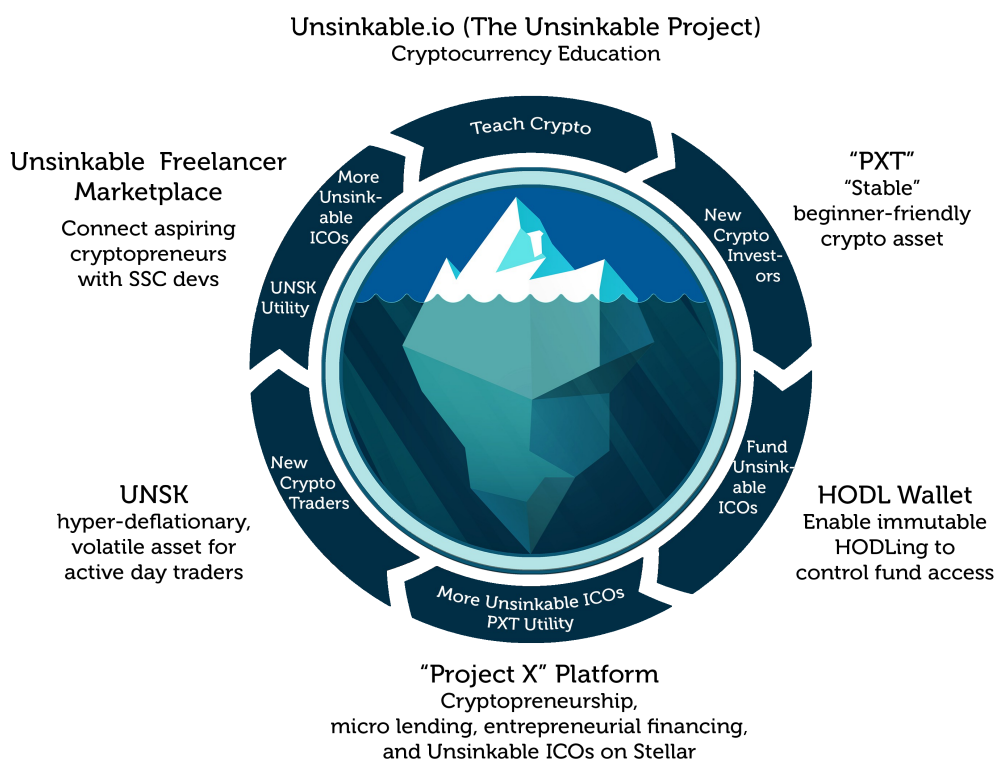 Unsinkable.io (The Unsinkable Project)
Cryptocurrency Education
Teach Crypto
"PXT"
"Stable"
beginner-friendly
crypto asset
New
Crypto
Invest-
ors
HODL Wallet
Enable immutable
HODLing to
control fund access
Fund
Unsink-
able
ICOs
More Unsinkable ICOs
PXT Utility
"Project X" Platform
Cryptopreneurship,
micro lending, entrepreneurial financing,
and Unsinkable ICOs on Stellar
UNSK
hyper-deflationary,
volatile asset for
active day traders
New
Crypto
Traders
Unsinkable Freelancer
Marketplace
Connect aspiring
cryptopreneurs
with SSC devs
More
Unsink-
able
ICOs
UNSK
Utility